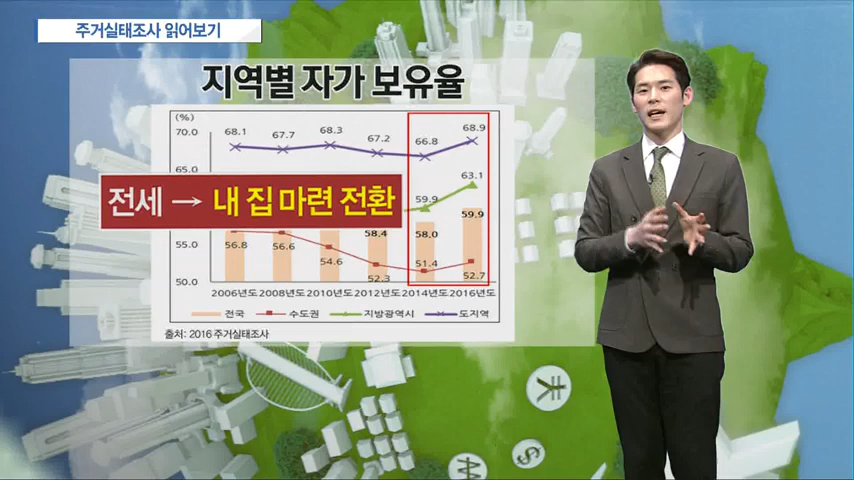 주거실태조사 읽어보기
지역별 자가 보유율
(%)
70.0
68.1 67.7 68.3 67.2 66.8 68.9
65.0
63.1
전세 → 내 집 마련 전환
59.9
59.9
58.4 58.0
55.0
56.8 56.6 54.6 52.3 51.4 52.7
50.0
2006년도 2008년도 2010년도 2012년도 2014년도 2016년도
전국 수도권 지방광역시 도지역
출처: 2016 주거실태조사
$
$
₩